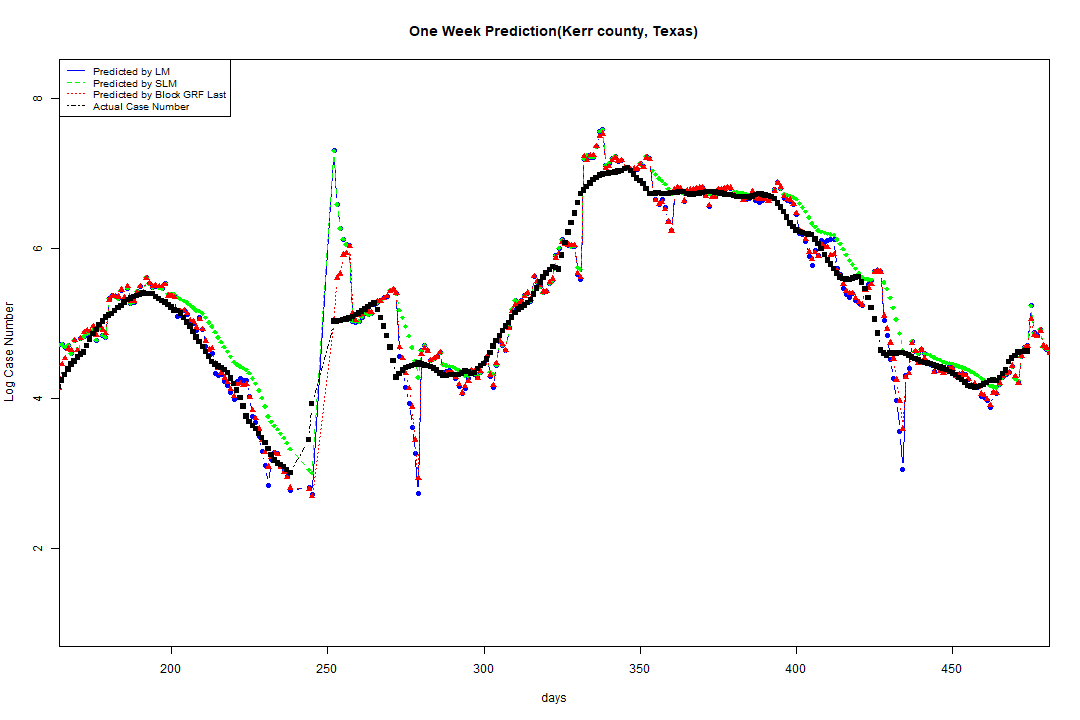 One Week Prediction(Kerr county, Texas)
Predicted by LM
Predicted by SLM
Predicted by Block GRF Last
Actual Case Number
8
6
4
2
Log Case Number
200 250 300 350 400 450
days